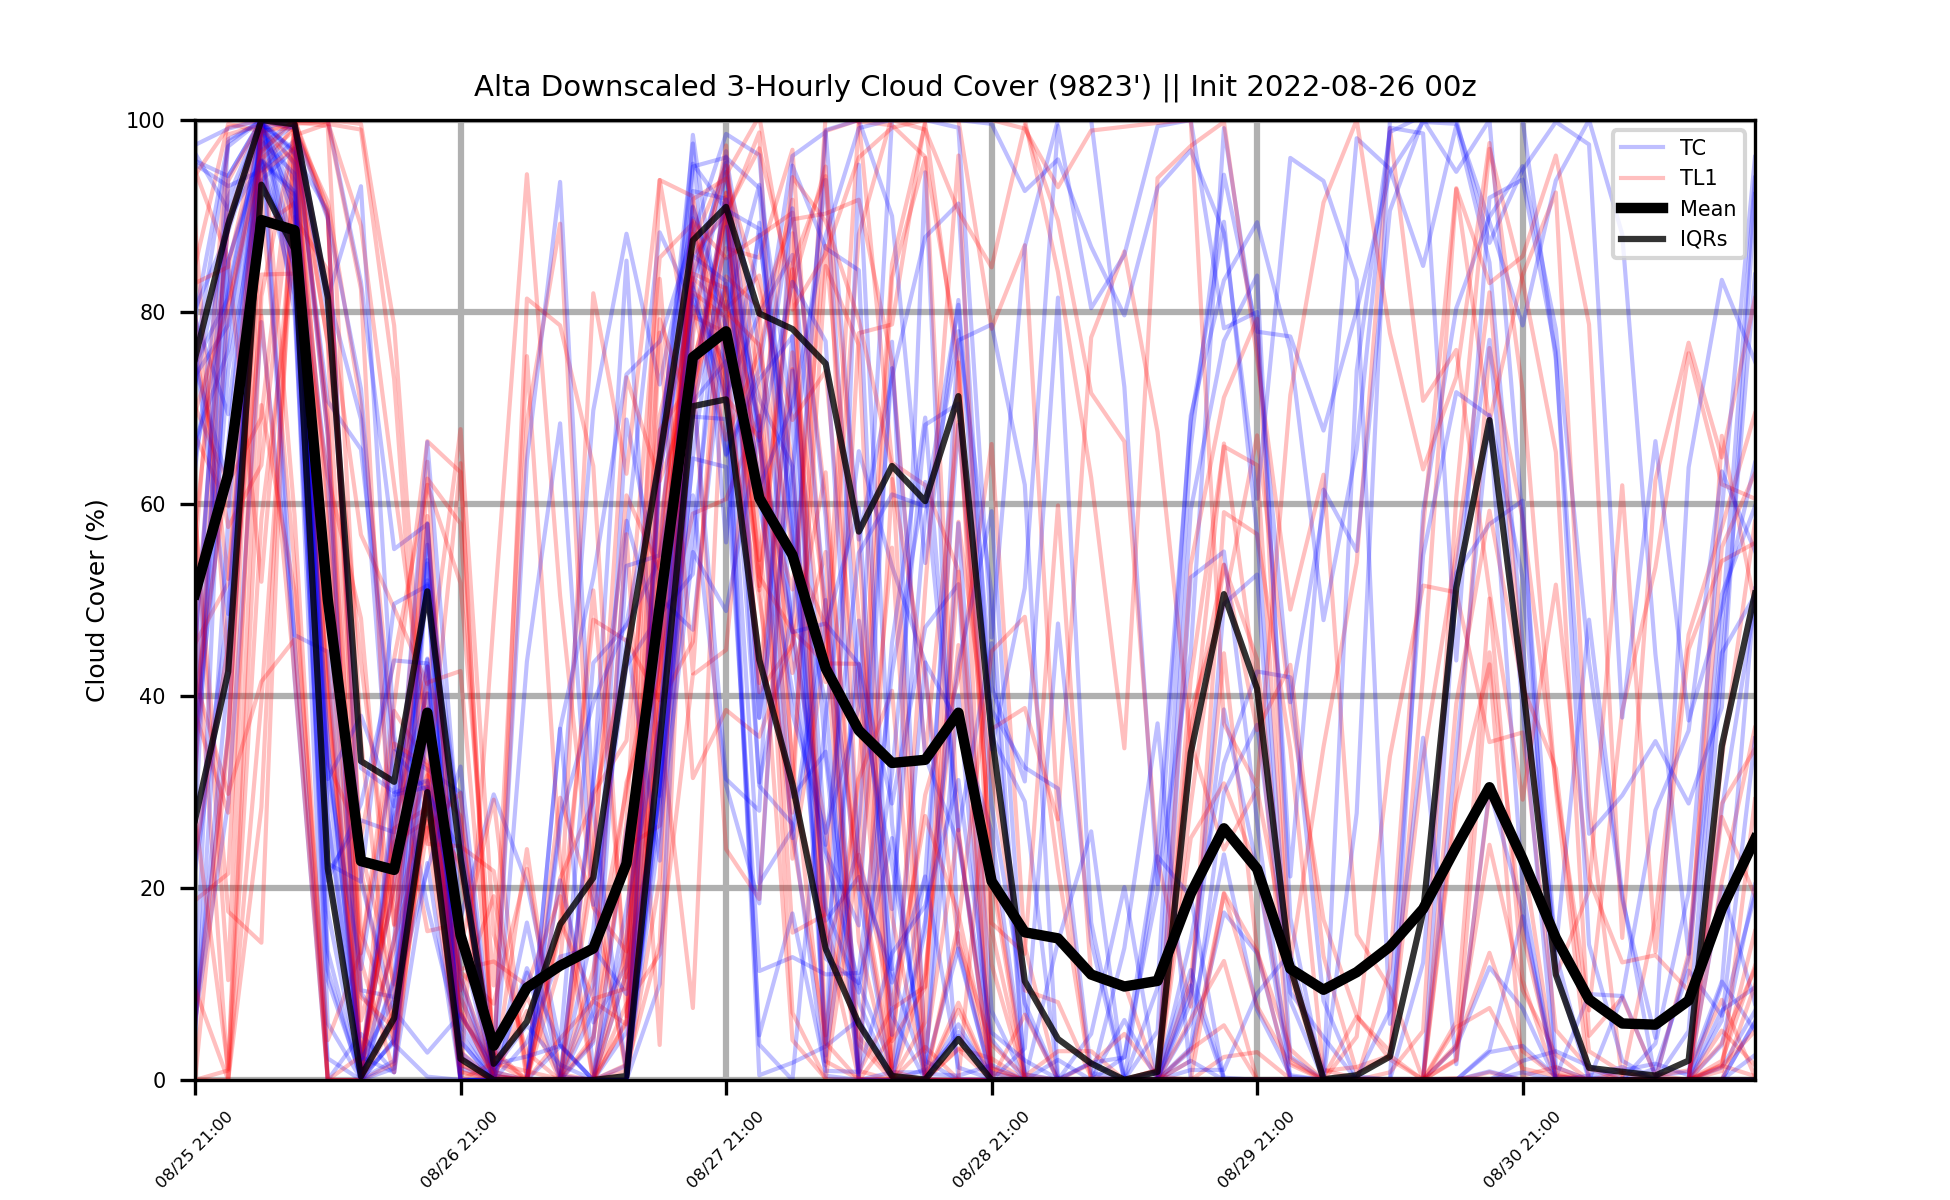 Alta Downscaled 3-Hourly Cloud Cover (9823') || Init 2022-08-26 00z
100
80
60
40
20
0
Cloud Cover (%)
TC
TL1
Mean
IQRs
08/25 21:00
08/26 21:00
08/27 21:00
08/28 21:00
08/29 21:00
08/30 21:00